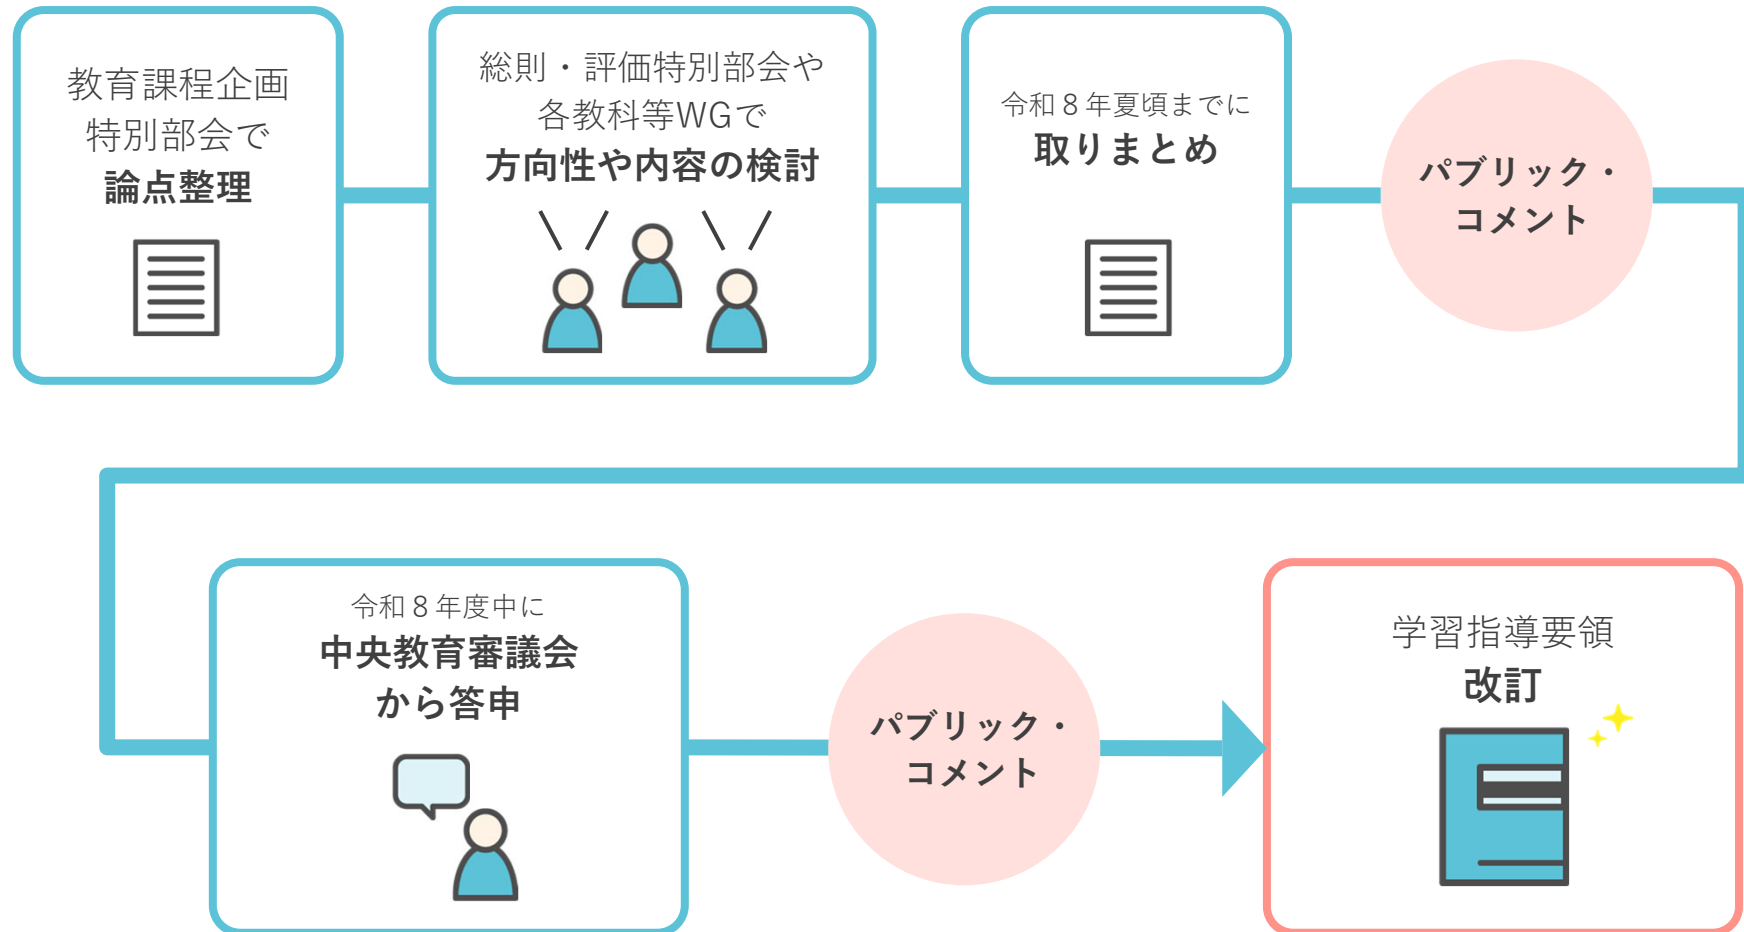 教育課程企画
特別部会で
論点整理
総則・評価特別部会や
各教科等WGで
方向性や内容の検討
令和８年夏頃までに
取りまとめ
パブリック・
コメント
令和８年度中に
中央教育審議会
から答申
パブリック・
コメント
学習指導要領
改訂